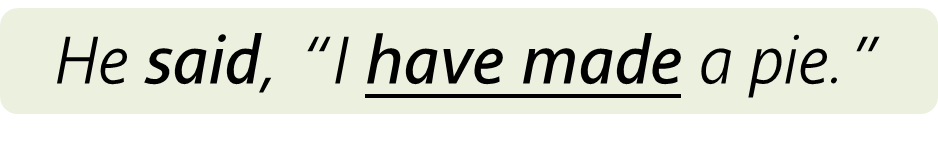 He said, “I have made a pie.”